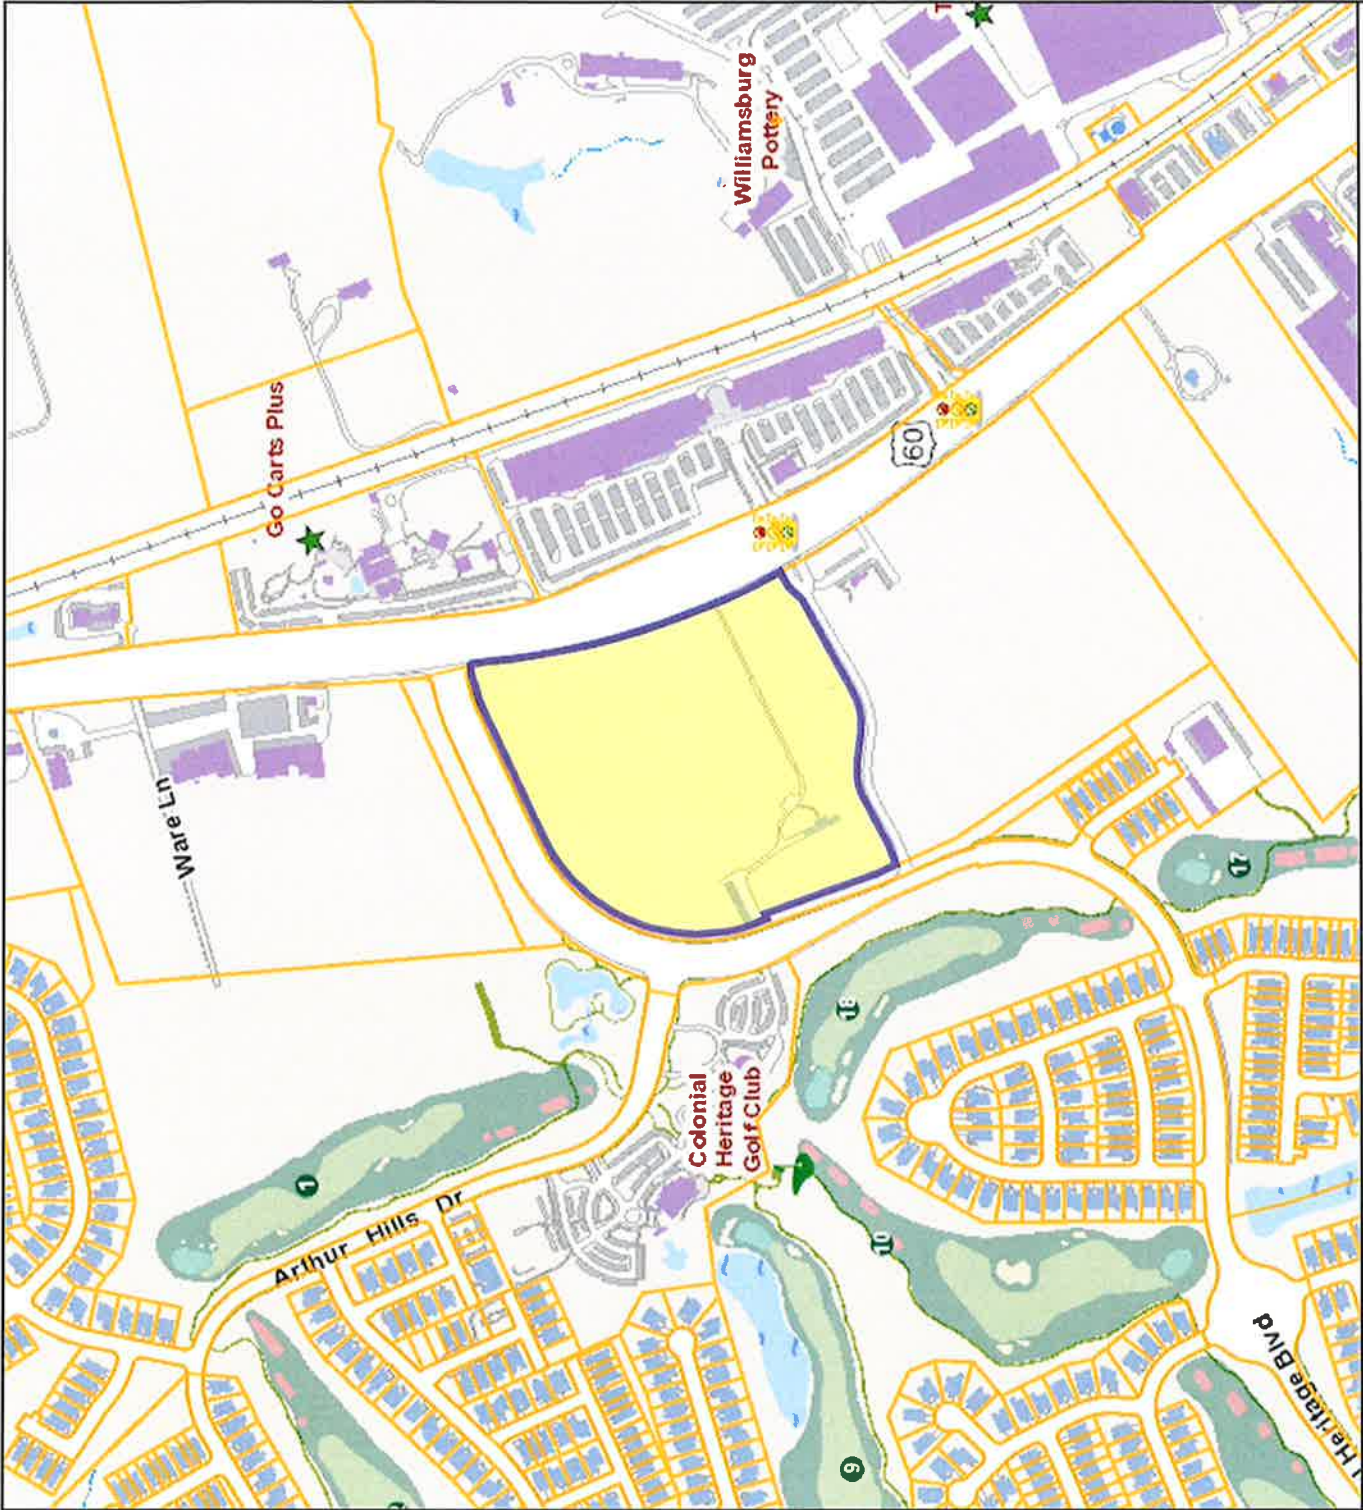 T
Williamsburg
Pottery
Go Carts Plus
60
Ware Ln
17
18
Colonial
Heritage
Golf Club
1
Arthur Hills Dr
10
9
Heritage Blvd